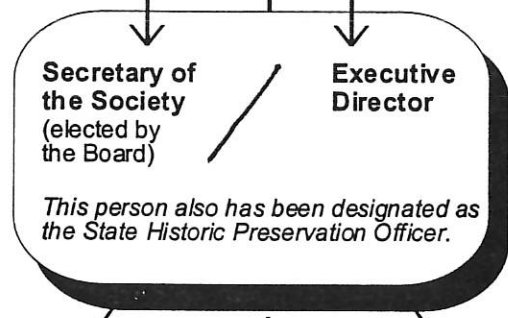 Secretary of
the Society
(elected by
the Board)
Executive
Director
This person also has been designated as
the State Historic Preservation Officer.